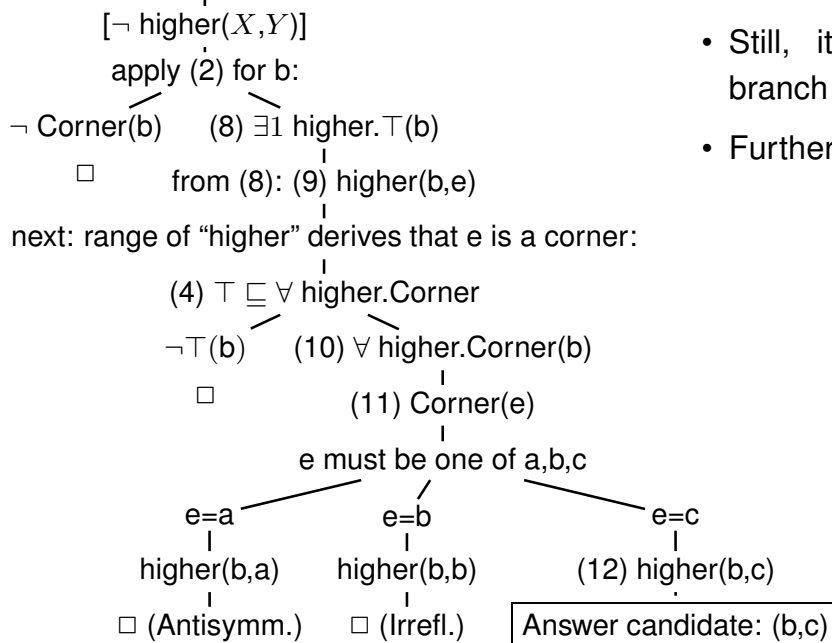 [¬ higher(X,Y)]
apply (2) for b:
¬ Corner(b) (8) ∃1 higher.⊤(b)
□
from (8): (9) higher(b,e)
next: range of “higher” derives that e is a corner:
(4) ⊤ ⊑ ∀ higher.Corner
¬⊤(b) (10) ∀ higher.Corner(b)
□
(11) Corner(e)
e must be one of a,b,c
e=a e=b e=c
higher(b,a) higher(b,b) (12) higher(b,c)
□ (Antisymm.) □ (Irrefl.) Answer candidate: (b,c)
• Still, it
branch
• Further